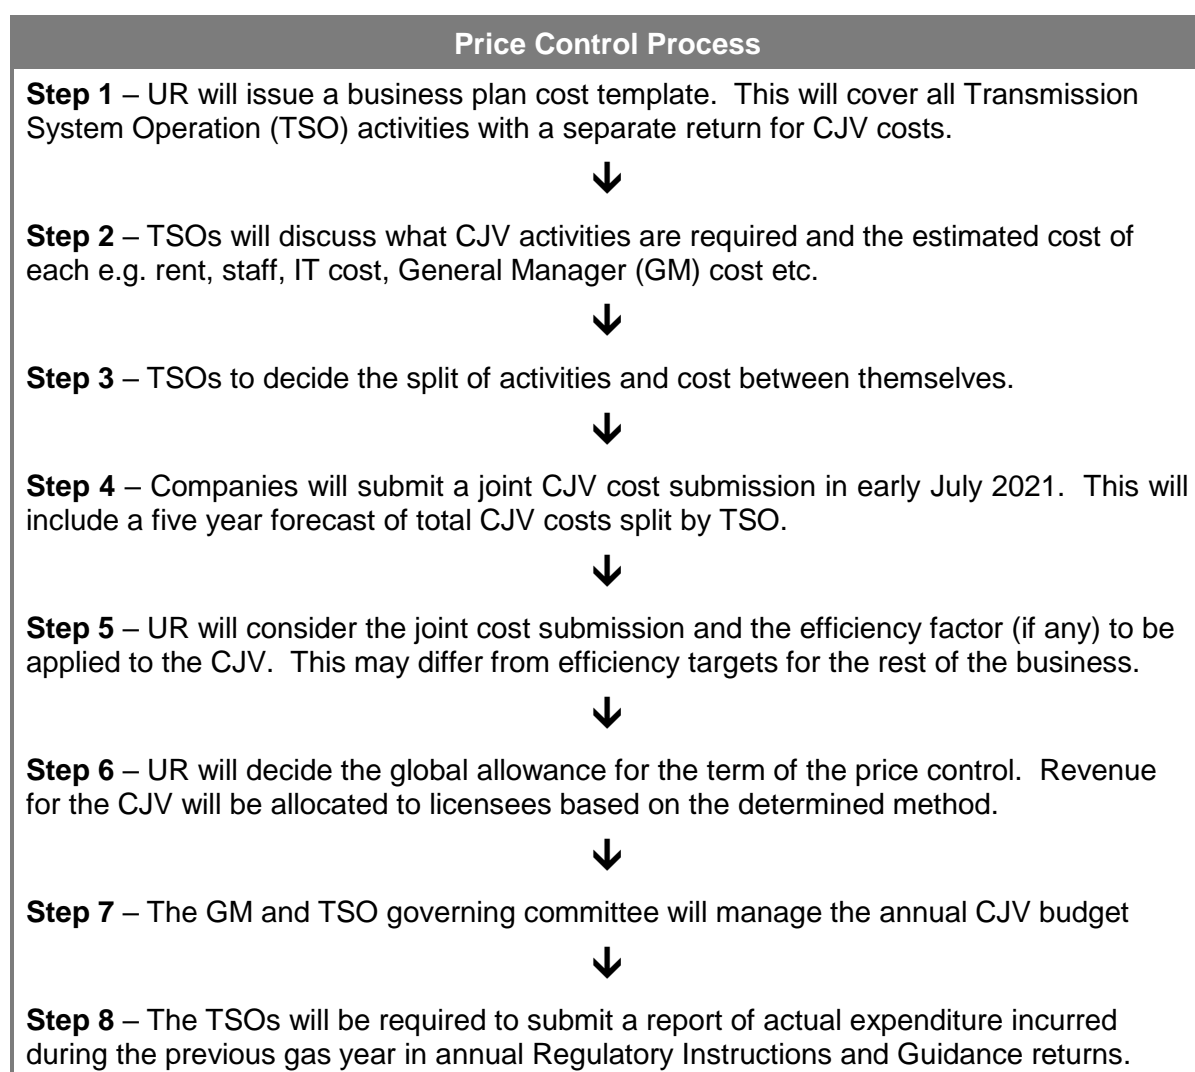 Price Control Process
Step 1 – UR will issue a business plan cost template.  This will cover all Transmission
System Operation (TSO) activities with a separate return for CJV costs.
↓
Step 2 – TSOs will discuss what CJV activities are required and the estimated cost of
each e.g. rent, staff, IT cost, General Manager (GM) cost etc.
↓
Step 3 – TSOs to decide the split of activities and cost between themselves.
↓
Step 4 – Companies will submit a joint CJV cost submission in early July 2021.  This will
include a five year forecast of total CJV costs split by TSO.
↓
Step 5 – UR will consider the joint cost submission and the efficiency factor (if any) to be
applied to the CJV.  This may differ from efficiency targets for the rest of the business.
↓
Step 6 – UR will decide the global allowance for the term of the price control.  Revenue
for the CJV will be allocated to licensees based on the determined method.
↓
Step 7 – The GM and TSO governing committee will manage the annual CJV budget
↓
Step 8 – The TSOs will be required to submit a report of actual expenditure incurred
during the previous gas year in annual Regulatory Instructions and Guidance returns.